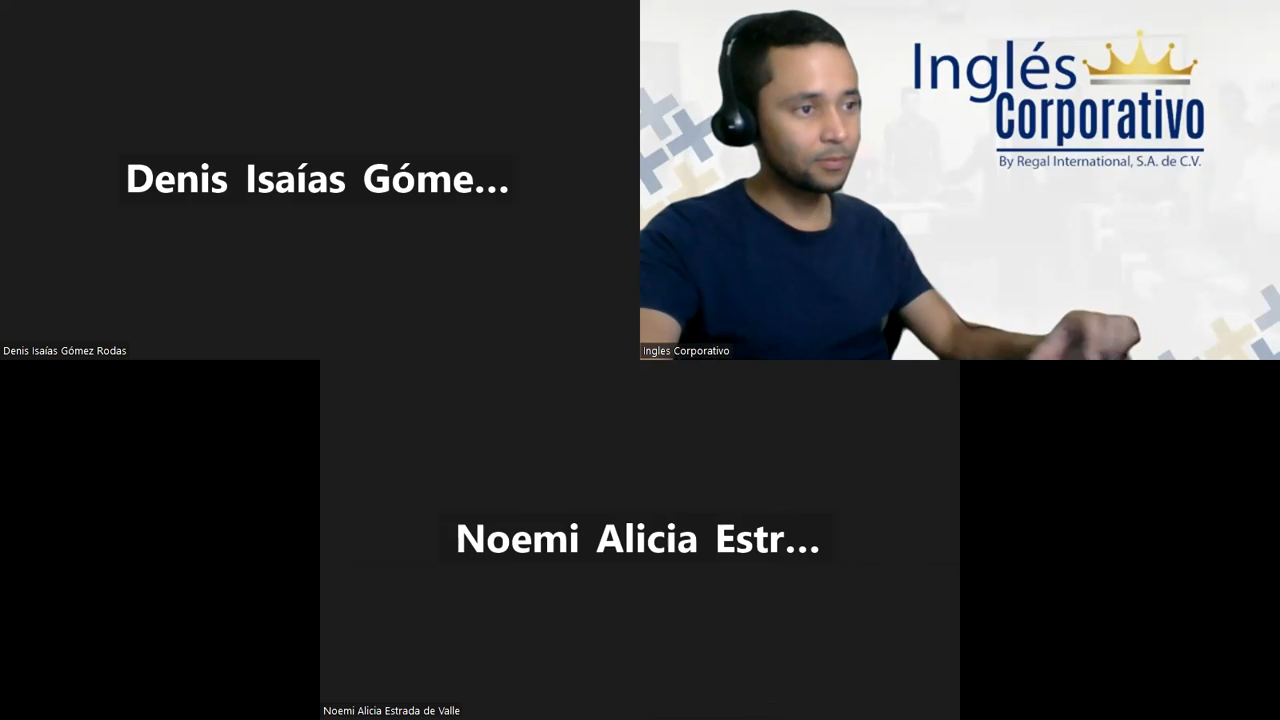 Denis Isaías Góme...
Denis Isaías Gómez Rodas
Inglés
Corporativo
By Regal International, S.A. de C.V.
Ingles Corporativo
Noemi Alicia Estr...
Noemi Alicia Estrada de Valle